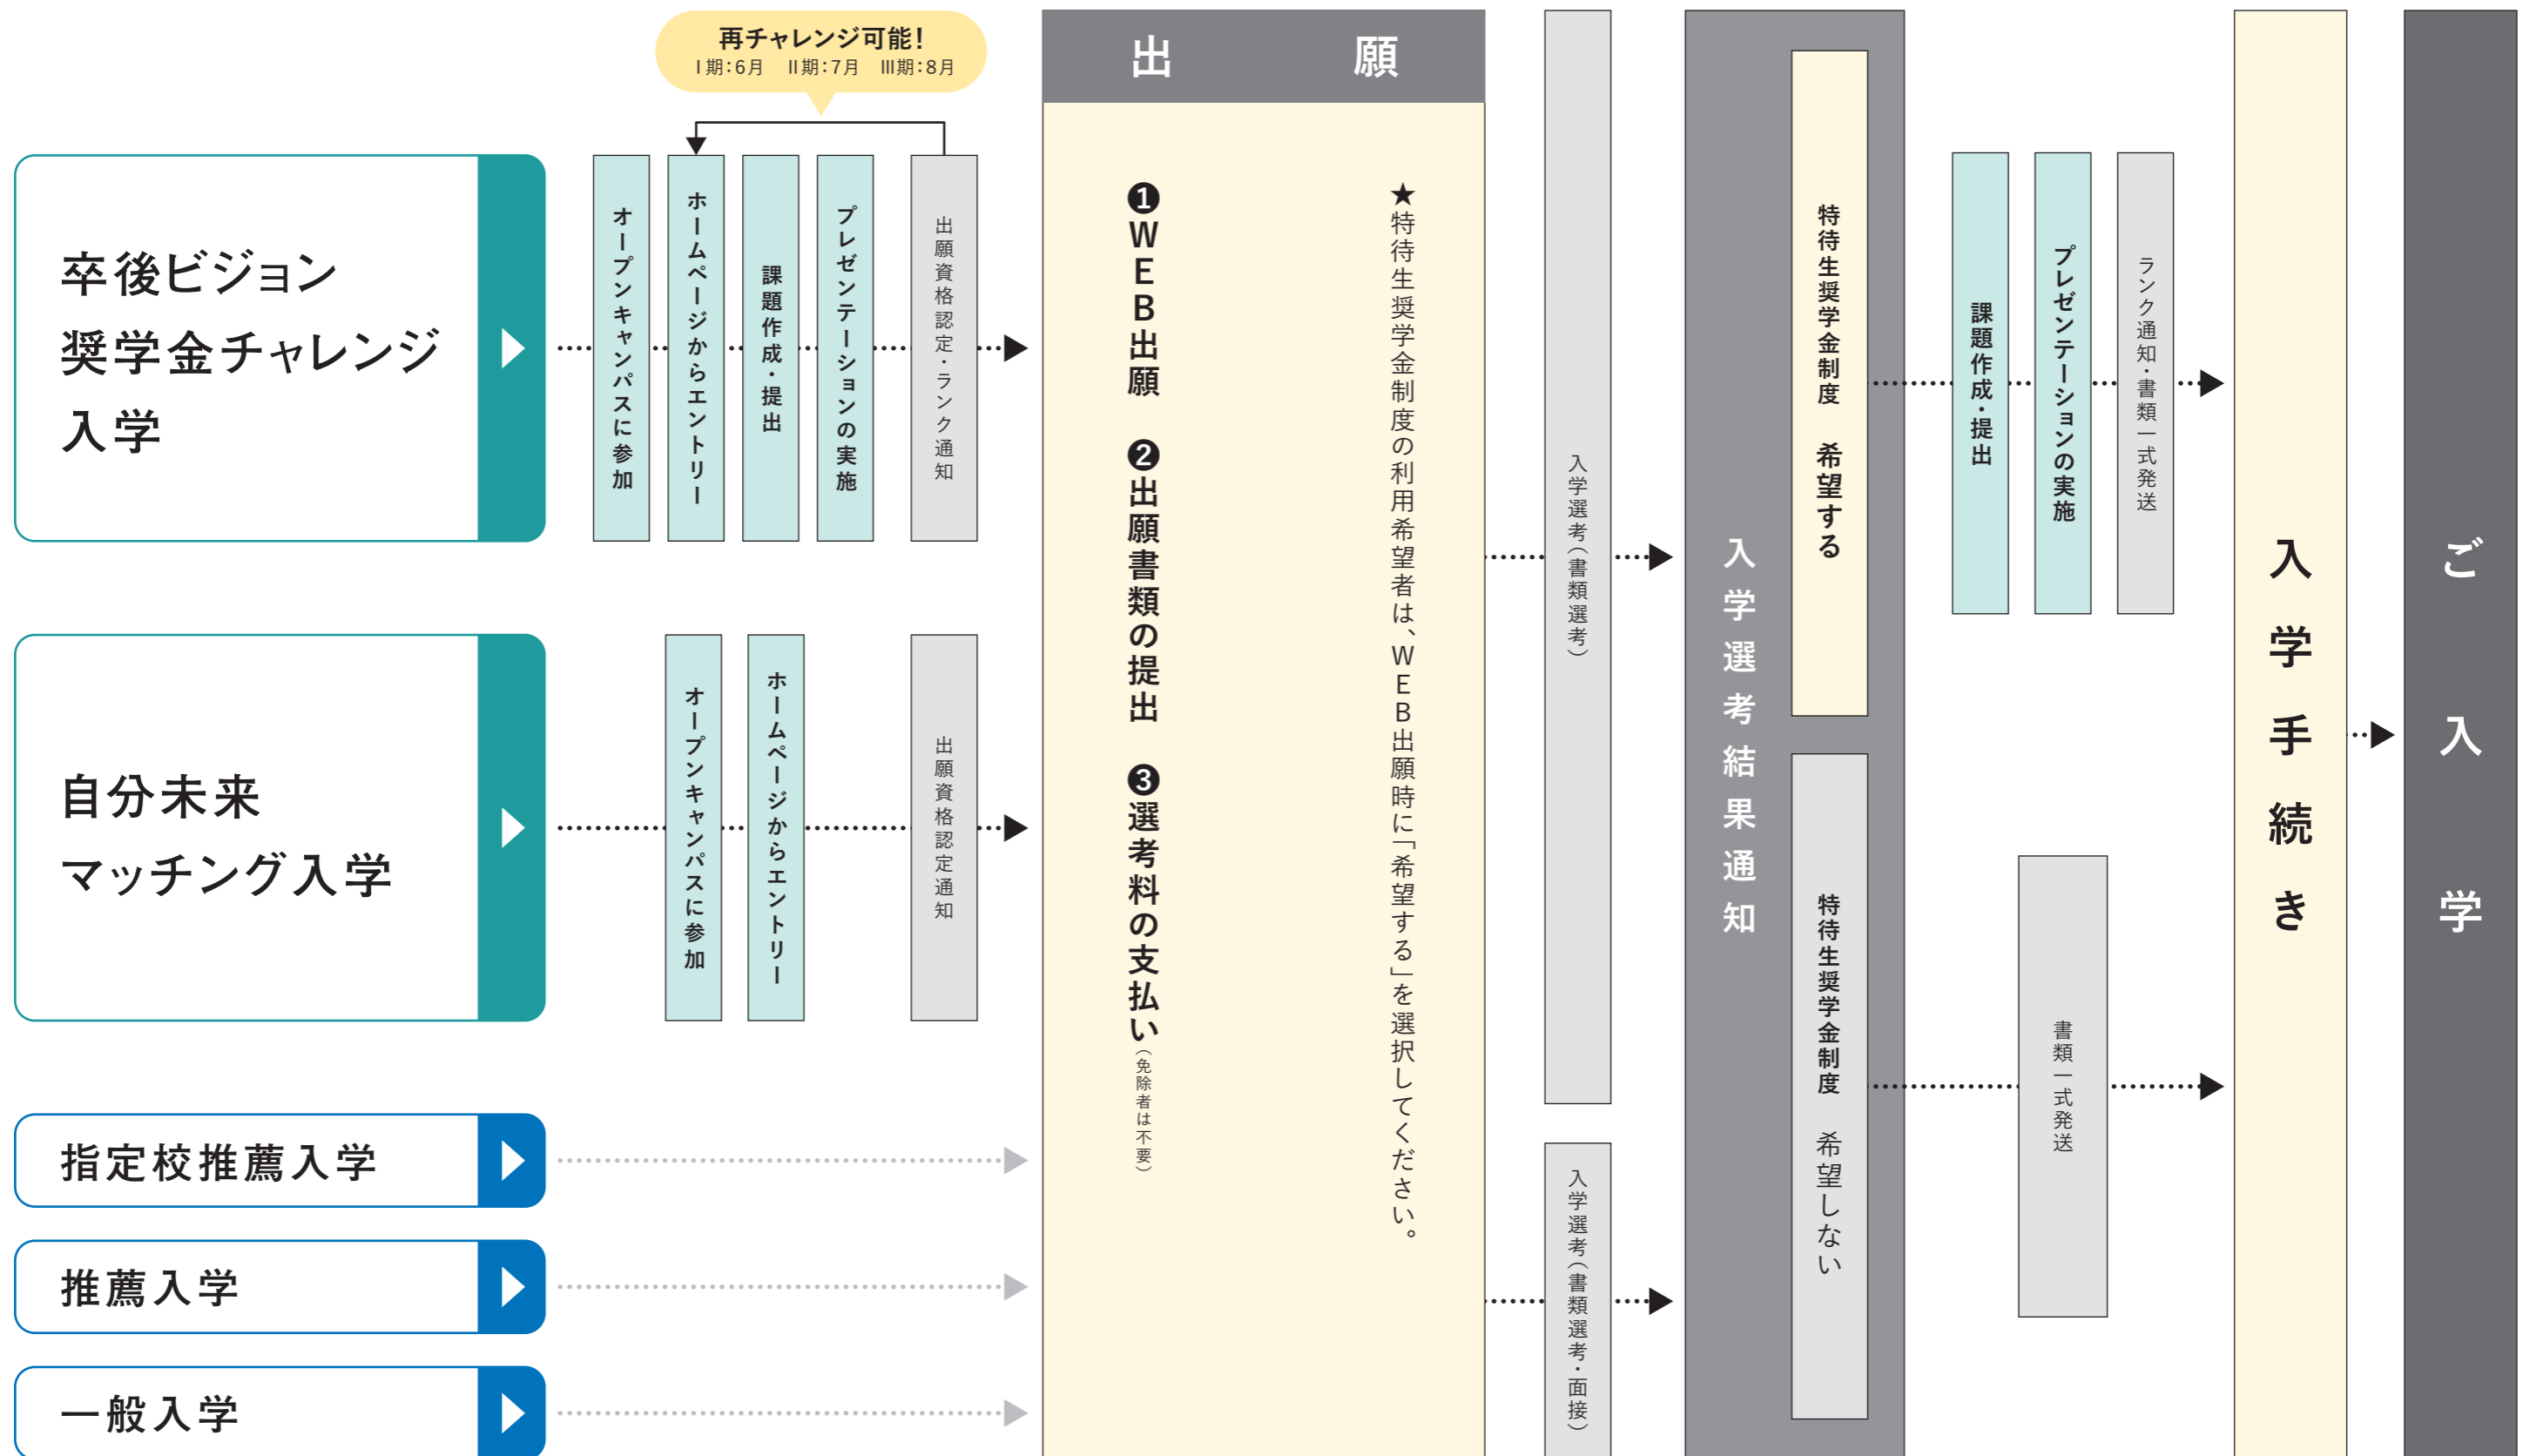 再チャレンジ可能！
Ⅰ期：6月　Ⅱ期：7月　Ⅲ期：8月
卒後ビジョン
奨学金チャレンジ
入学
オープンキャンパスに参加
ホームページからエントリー
課題作成・提出
プレゼンテーションの実施
出願資格認定・ランク通知
自分未来
マッチング入学
オープンキャンパスに参加
ホームページからエントリー
出願資格認定通知
指定校推薦入学
推薦入学
一般入学
出願
❶WEB出願　❷出願書類の提出　❸選考料の支払い（免除者は不要）
★特待生奨学金制度の利用希望者は、WEB出願時に「希望する」を選択してください。
入学選考（書類選考）
入学選考（書類選考・面接）
入学選考結果通知
特待生奨学金制度　希望する
特待生奨学金制度　希望しない
課題作成・提出
プレゼンテーションの実施
ランク通知・書類一式発送
書類一式発送
入学手続き
ご入学